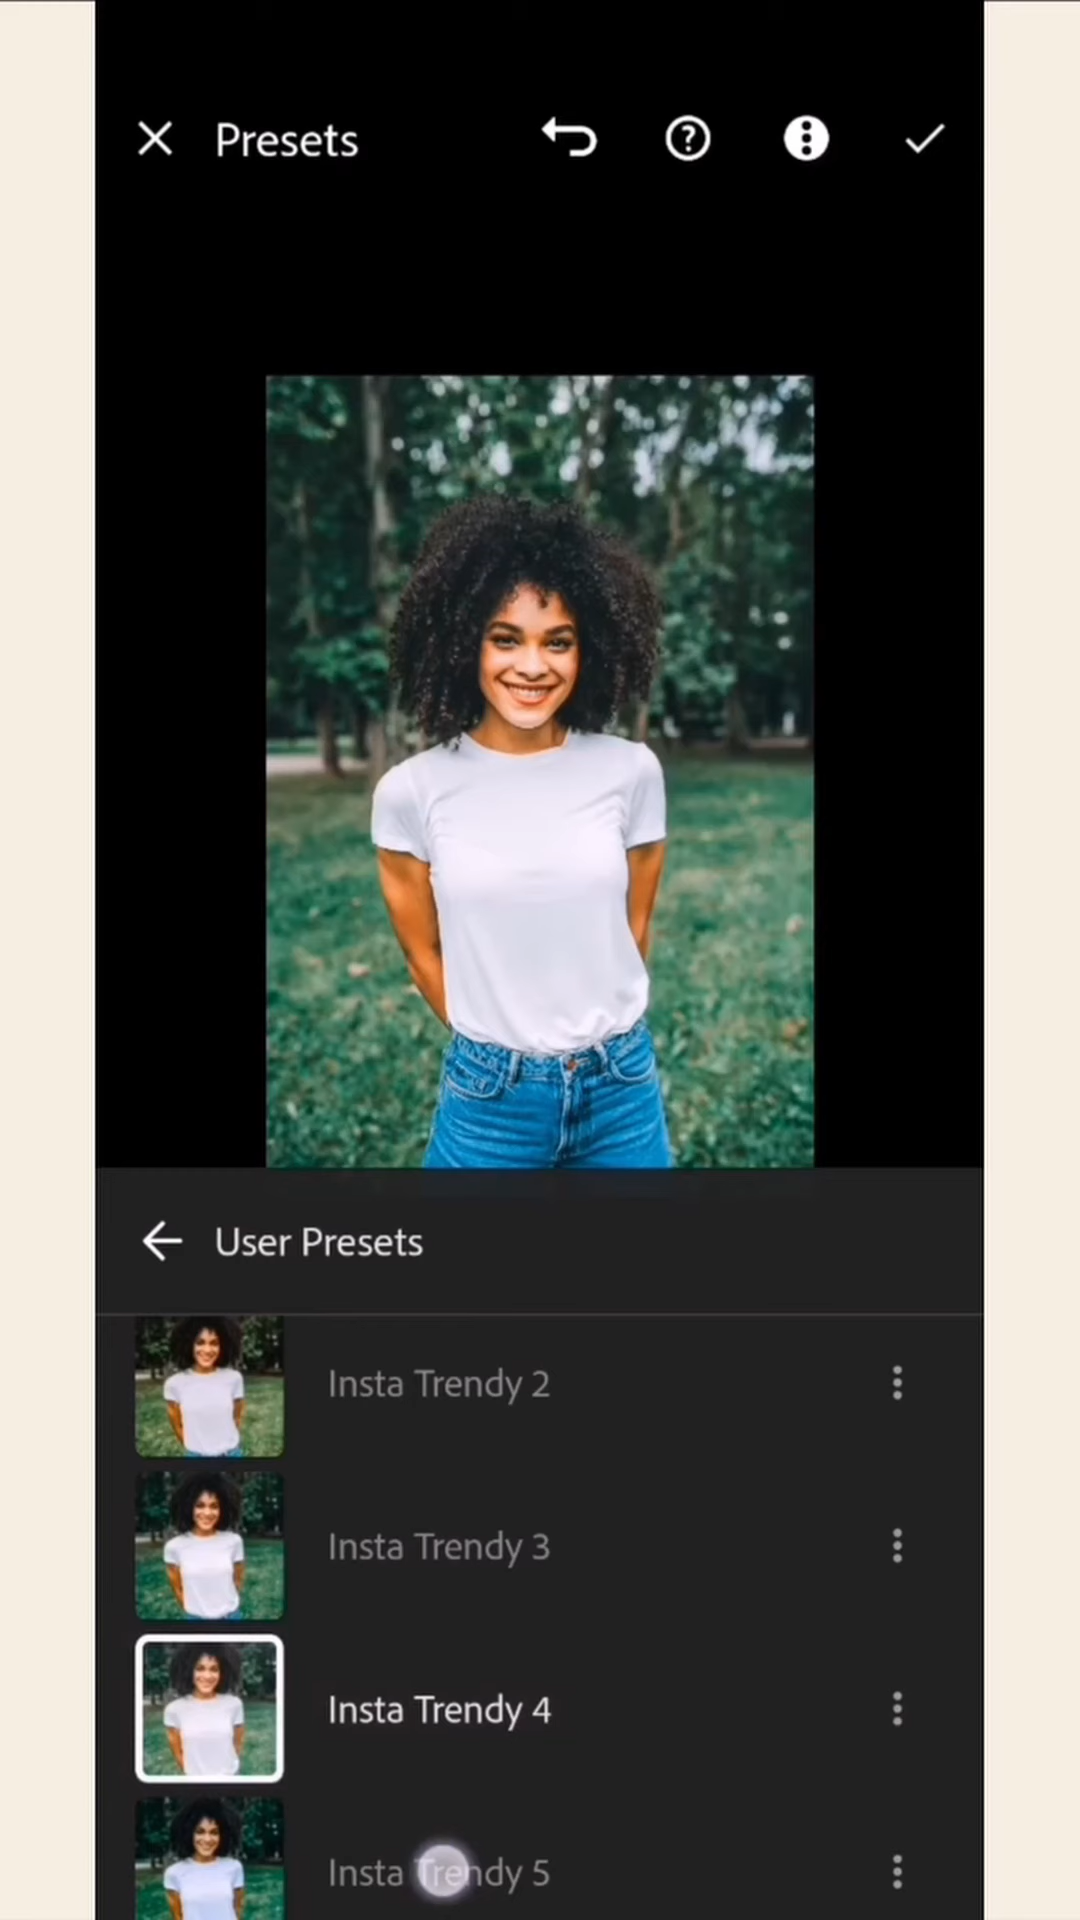 Presets
User Presets
Insta Trendy 2
Insta Trendy 3
Insta Trendy 4
Insta Trendy 5